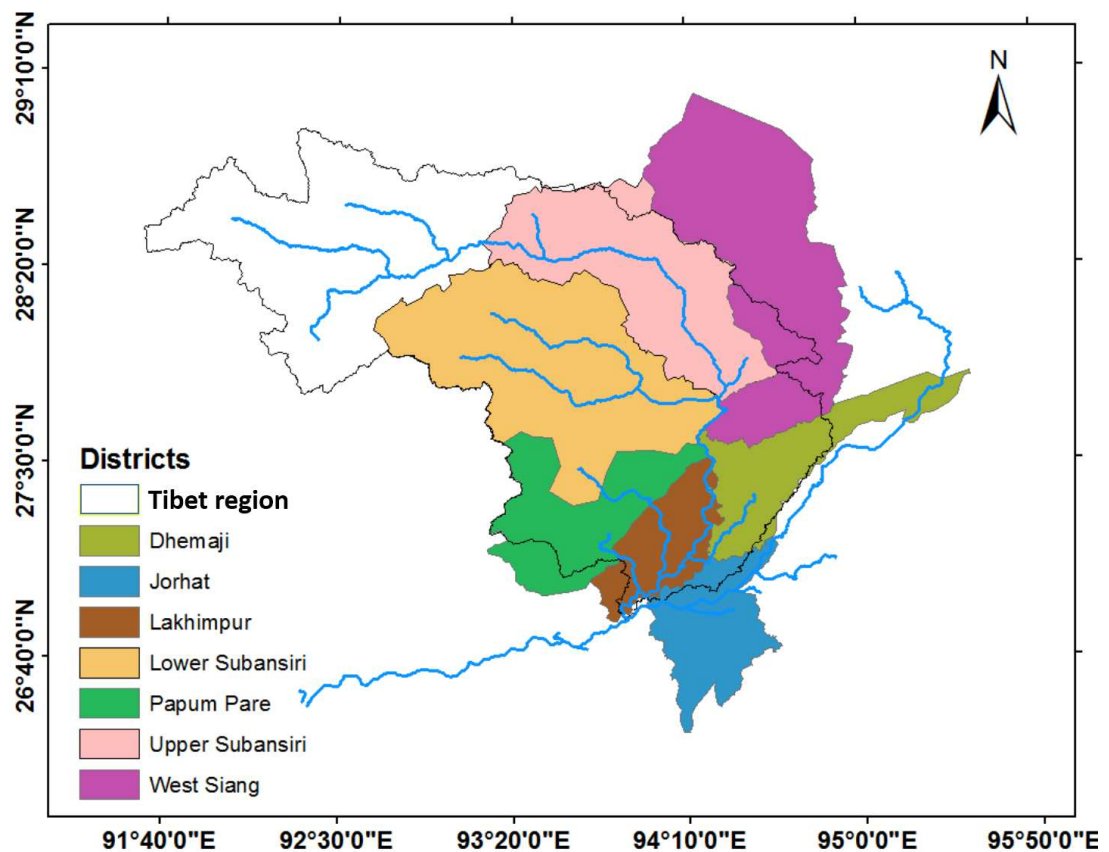 N
29°10'0"N
28°20'0"N
27°30'0"N
26°40'0"N
Districts
Tibet region
Dhemaji
Jorhat
Lakhimpur
Lower Subansiri
Papum Pare
Upper Subansiri
West Siang
91°40'0"E
92°30'0"E
93°20'0"E
94°10'0"E
95°0'0"E
95°50'0"E